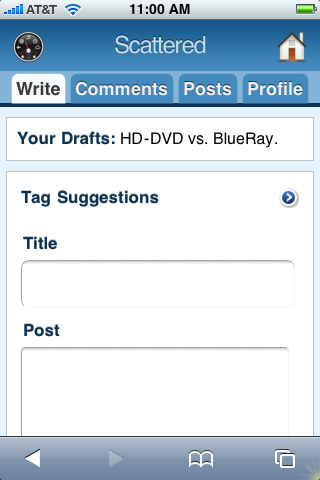 AT&T 11:00 AM
Scattered
Write Comments Posts Profile
Your Drafts: HD-DVD vs. BlueRay.
Tag Suggestions
Title
Post